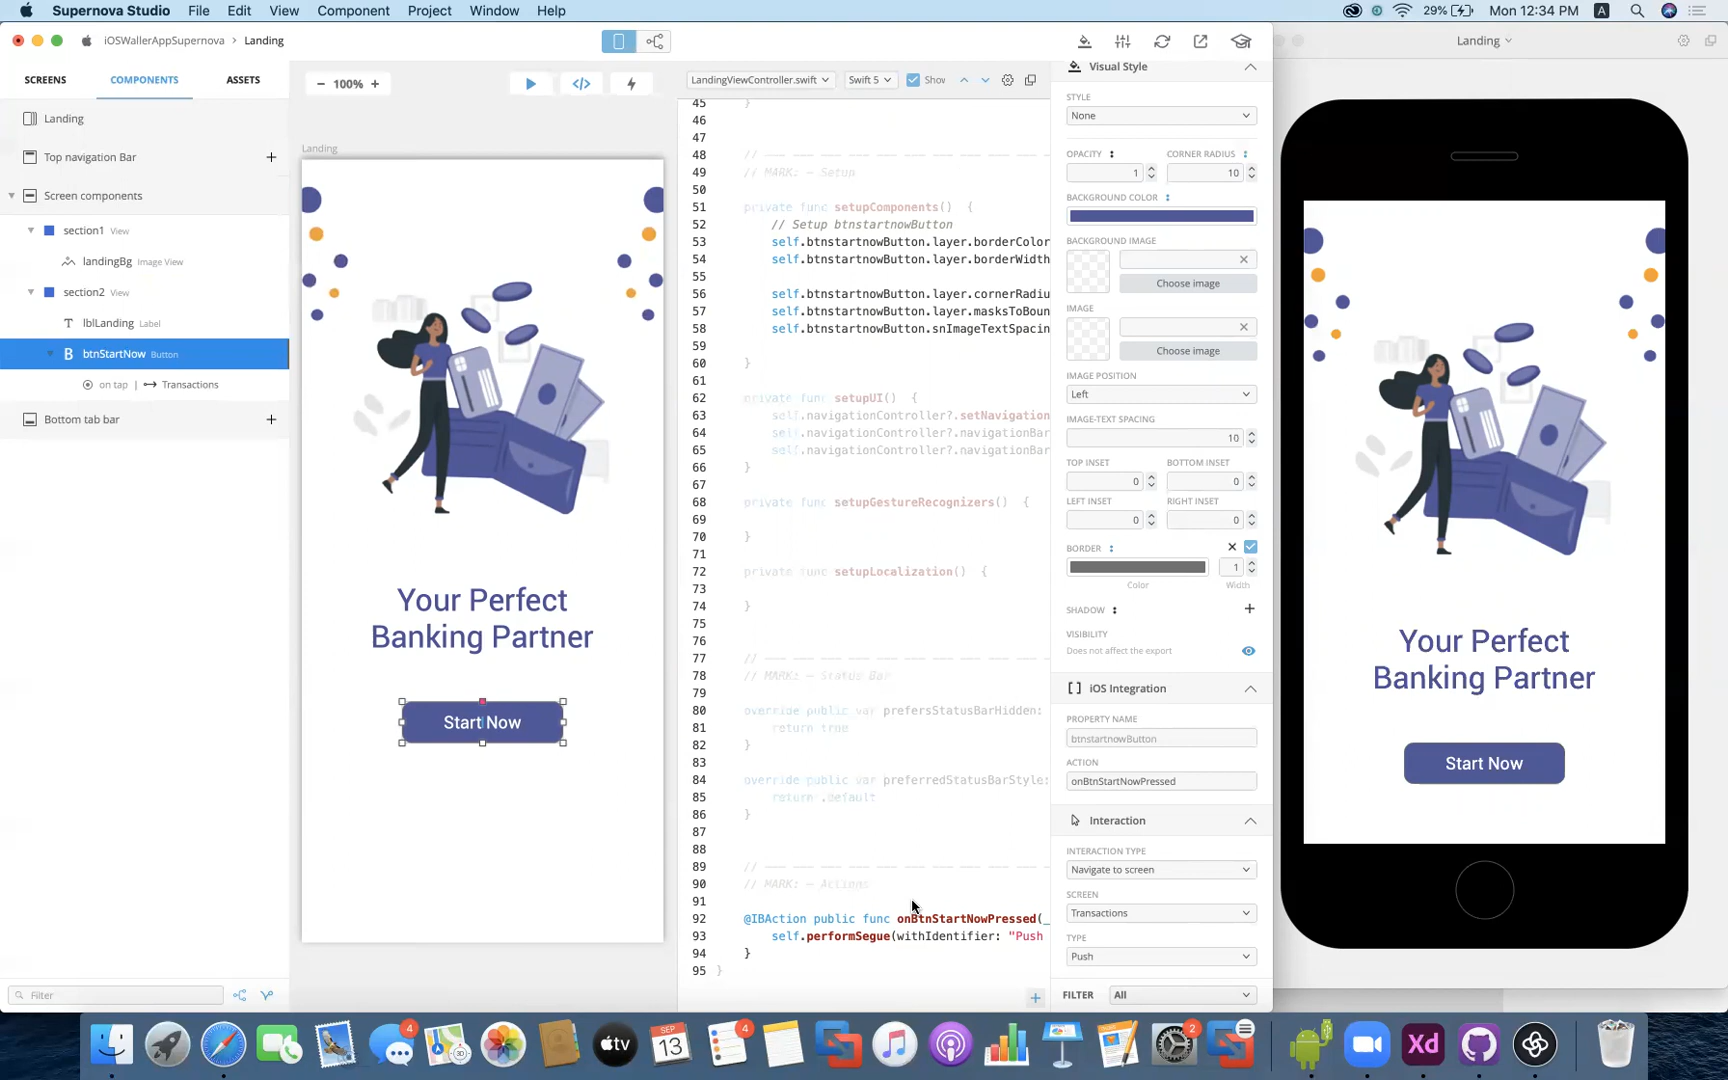 Supernova Studio File Edit View Component Project Window Help 29% Mon 12:34 PM A
iOSWallerAppSupernova > Landing
Landing
SCREENS COMPONENTS ASSETS
Landing
Top navigation Bar +
Screen components
section1 View
landingBg Image View
section2 View
T lblLanding Label
B btnStartNow Button
on tap | Transactions
Bottom tab bar +
Filter
− 100% +
Landing
Your Perfect
Banking Partner
Start Now
LandingViewController.swift Swift 5 Show
45 }
46
47
48 // — —— —— —— —— —— —— —— —— ——
49 // MARK: — Setup
50
51 private func setupComponents() {
52 // Setup btnstartnowButton
53 self.btnstartnowButton.layer.borderColor
54 self.btnstartnowButton.layer.borderWidth
55
56 self.btnstartnowButton.layer.cornerRadiu
57 self.btnstartnowButton.layer.masksToBoun
58 self.btnstartnowButton.snImageTextSpacin
59
60 }
61
62 private func setupUI() {
63 self.navigationController?.setNavigation
64 self.navigationController?.navigationBar
65 self.navigationController?.navigationBar
66 }
67
68 private func setupGestureRecognizers() {
69
70 }
71
72 private func setupLocalization() {
73
74 }
75
76
77 // — —— —— —— —— —— —— —— —— ——
78 // MARK: — Status Bar
79
80 override public var prefersStatusBarHidden:
81 return true
82 }
83
84 override public var preferredStatusBarStyle:
85 return .default
86 }
87
88
89 // — —— —— —— —— —— —— —— —— ——
90 // MARK: — Actions
91
92 @IBAction public func onBtnStartNowPressed(_
93 self.performSegue(withIdentifier: "Push
94 }
95 }
+
Visual Style
STYLE
None
OPACITY CORNER RADIUS
1 10
BACKGROUND COLOR
BACKGROUND IMAGE
Choose image
IMAGE
Choose image
IMAGE POSITION
Left
IMAGE-TEXT SPACING
10
TOP INSET BOTTOM INSET
0 0
LEFT INSET RIGHT INSET
0 0
BORDER
1
Color Width
SHADOW +
VISIBILITY
Does not affect the export
iOS Integration
PROPERTY NAME
btnstartnowButton
ACTION
onBtnStartNowPressed
Interaction
INTERACTION TYPE
Navigate to screen
SCREEN
Transactions
TYPE
Push
FILTER All
Your Perfect
Banking Partner
Start Now
4 tv SEP 13 4 2 Xd